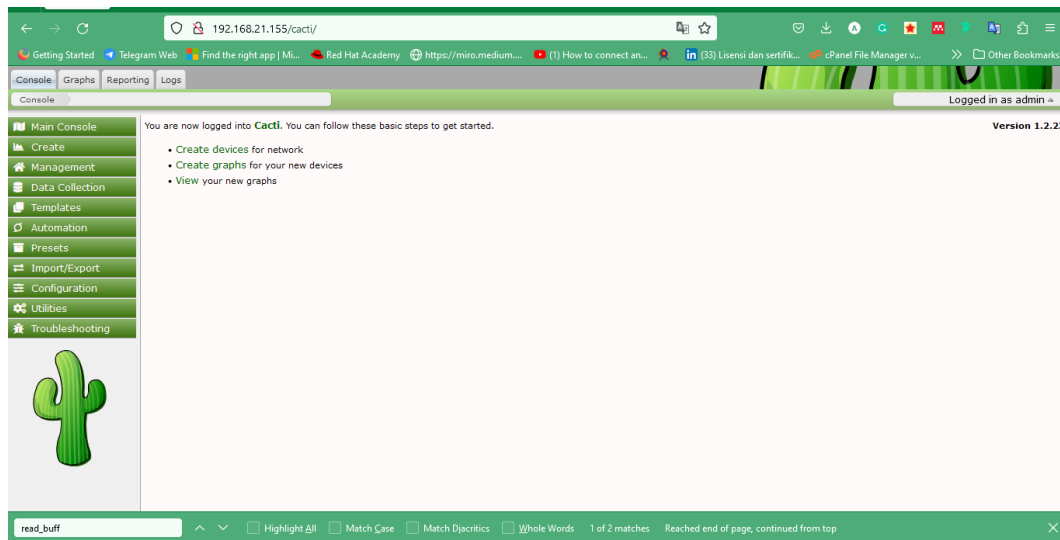 192.168.21.155/cacti/
Getting Started Telegram Web Find the right app | Mi... Red Hat Academy https://miro.medium.... (1) How to connect an... (33) Lisensi dan sertifik... cPanel File Manager v... Other Bookmarks
Console Graphs Reporting Logs
Console Logged in as admin
Main Console
You are now logged into Cacti. You can follow these basic steps to get started. Version 1.2.2
Create
• Create devices for network
Management
• Create graphs for your new devices
Data Collection
• View your new graphs
Templates
Automation
Presets
Import/Export
Configuration
Utilities
Troubleshooting
read_buff Highlight All Match Case Match Diacritics Whole Words 1 of 2 matches Reached end of page, continued from top